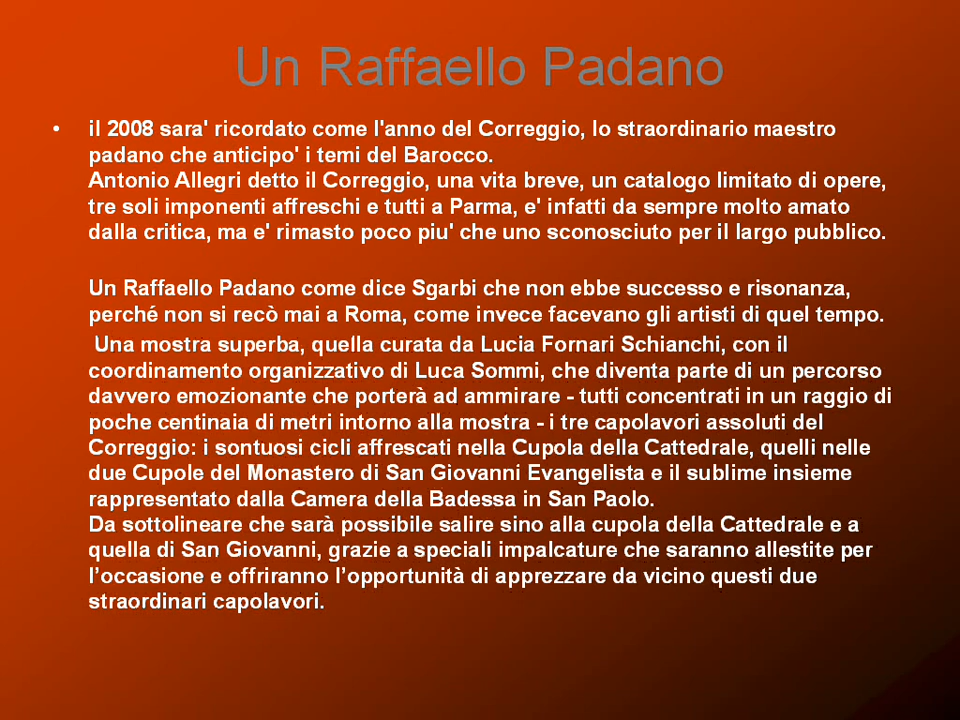 Un Raffaello Padano
• il 2008 sara' ricordato come l'anno del Correggio, lo straordinario maestro
padano che anticipo' i temi del Barocco.
Antonio Allegri detto il Correggio, una vita breve, un catalogo limitato di opere,
tre soli imponenti affreschi e tutti a Parma, e' infatti da sempre molto amato
dalla critica, ma e' rimasto poco piu' che uno sconosciuto per il largo pubblico.
Un Raffaello Padano come dice Sgarbi che non ebbe successo e risonanza,
perché non si recò mai a Roma, come invece facevano gli artisti di quel tempo.
Una mostra superba, quella curata da Lucia Fornari Schianchi, con il
coordinamento organizzativo di Luca Sommi, che diventa parte di un percorso
davvero emozionante che porterà ad ammirare - tutti concentrati in un raggio di
poche centinaia di metri intorno alla mostra - i tre capolavori assoluti del
Correggio: i sontuosi cicli affrescati nella Cupola della Cattedrale, quelli nelle
due Cupole del Monastero di San Giovanni Evangelista e il sublime insieme
rappresentato dalla Camera della Badessa in San Paolo.
Da sottolineare che sarà possibile salire sino alla cupola della Cattedrale e a
quella di San Giovanni, grazie a speciali impalcature che saranno allestite per
l’occasione e offriranno l’opportunità di apprezzare da vicino questi due
straordinari capolavori.